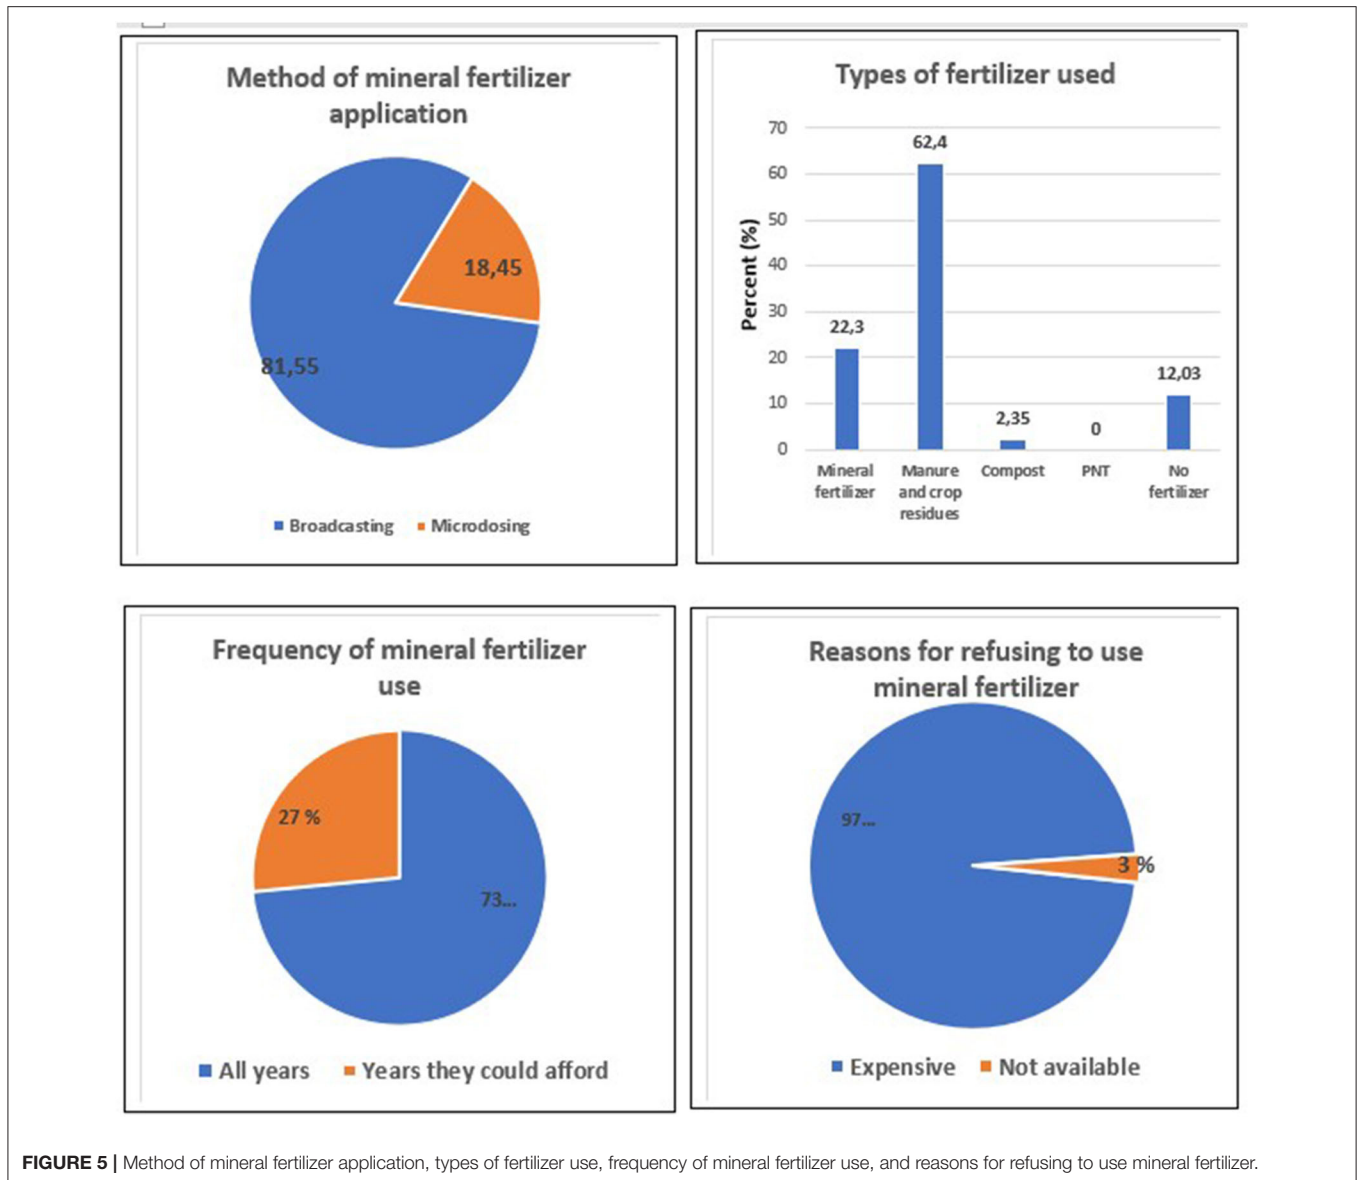 Method of mineral fertilizer
application
18,45
81,55
Broadcasting Microdosing
Types of fertilizer used
Percent (%)
70
60
50
40
30
20
10
0
22,3
62,4
2,35
0
12,03
Mineral fertilizer
Manure and crop residues
Compost
PNT
No fertilizer
Frequency of mineral fertilizer
use
27 %
73...
All years Years they could afford
Reasons for refusing to use
mineral fertilizer
97...
3 %
Expensive Not available
FIGURE 5 | Method of mineral fertilizer application, types of fertilizer use, frequency of mineral fertilizer use, and reasons for refusing to use mineral fertilizer.